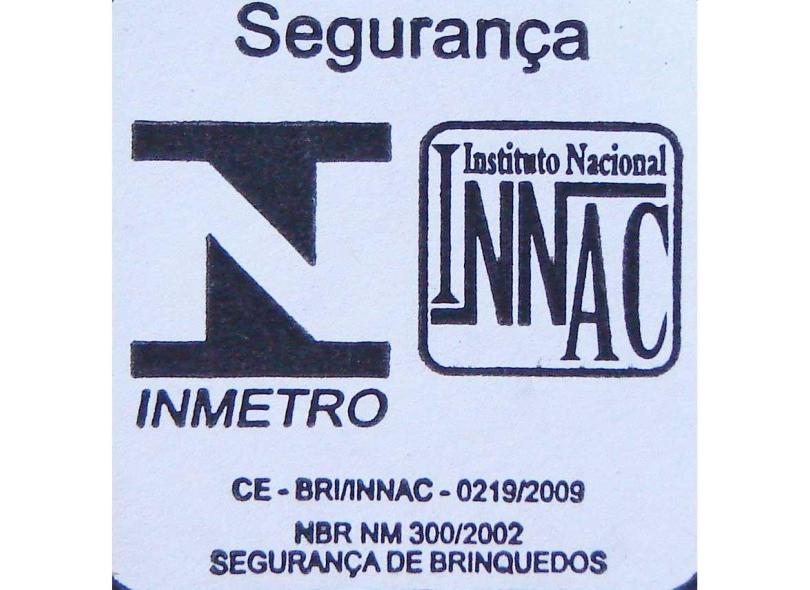 Segurança
Instituto Nacional
INNAC
INMETRO
CE - BRI/INNAC - 0219/2009
NBR NM 300/2002
SEGURANÇA DE BRINQUEDOS